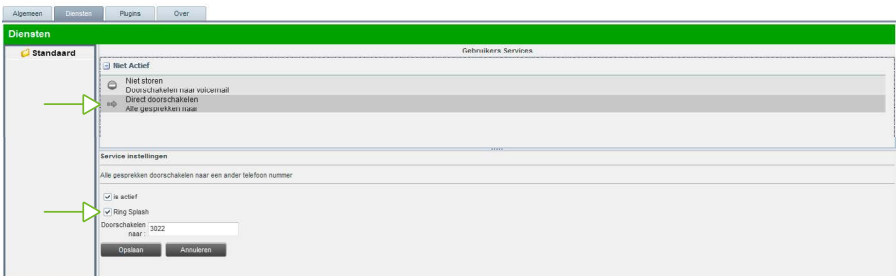 Algemeen Diensten Plugins Over
Diensten
Standaard
Gebruikers Services
Niet Actief
Niet storen
Doorschakelen naar voicemail
Direct doorschakelen
Alle gesprekken naar
Service instellingen
Alle gesprekken doorschakelen naar een ander telefoon nummer
is actief
Ring Splash
Doorschakelen
naar : 3022
Opslaan Annuleren